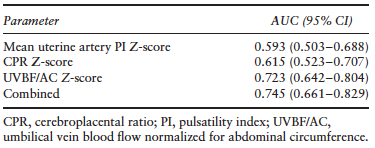 Parameter AUC (95% CI)
Mean uterine artery PI Z-score 0.593 (0.503–0.688)
CPR Z-score 0.615 (0.523–0.707)
UVBF/AC Z-score 0.723 (0.642–0.804)
Combined 0.745 (0.661–0.829)
CPR, cerebroplacental ratio; PI, pulsatility index; UVBF/AC,
umbilical vein blood flow normalized for abdominal circumference.